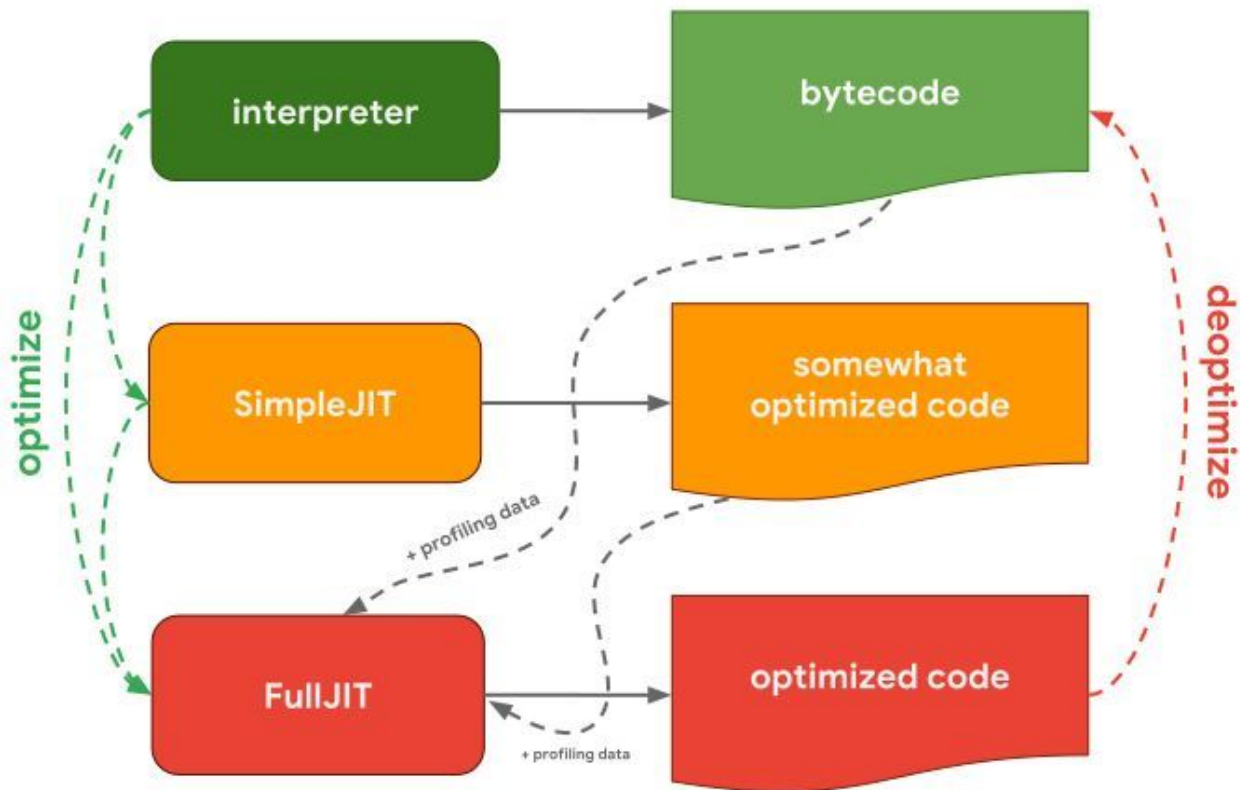 interpreter
bytecode
optimize
SimpleJIT
somewhat
optimized code
deoptimize
+ profiling data
FullJIT
optimized code
+ profiling data